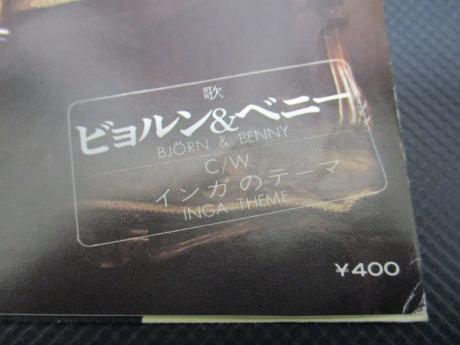 歌
ビョルン&ベニー
BJÖRN & BENNY
C/W
インガのテーマ
INGA THEME
¥400